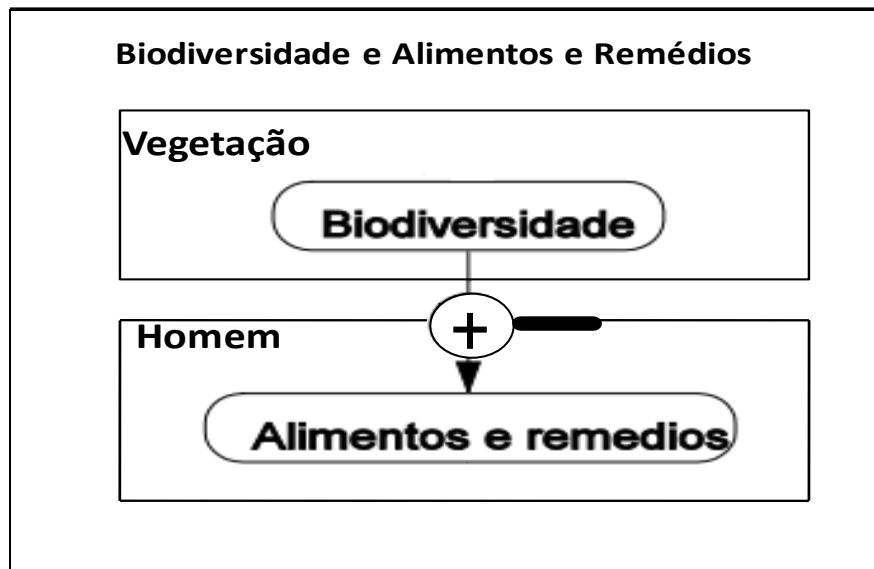 Biodiversidade e Alimentos e Remédios
Vegetação
Biodiversidade
+
Homem
Alimentos e remedios